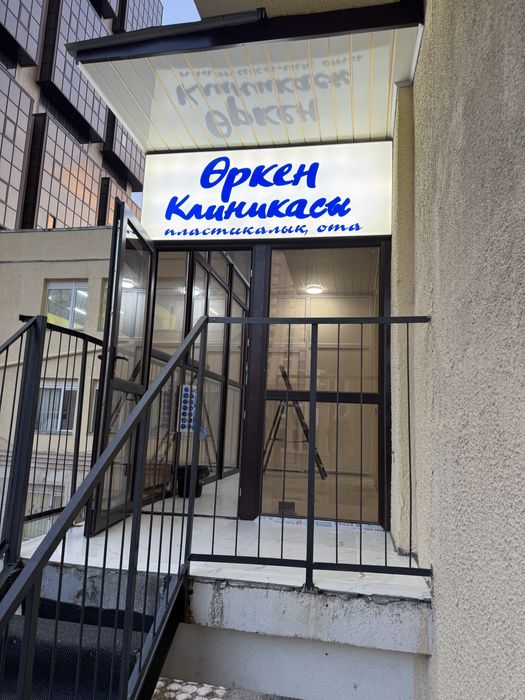 Өркен
Клиникасы
пластикалық ота